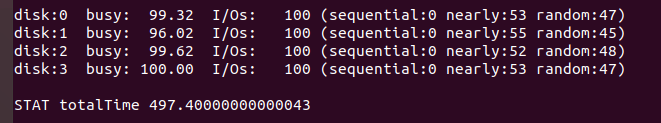 disk:0  busy:  99.32  I/Os:   100 (sequential:0 nearly:53 random:47)
disk:1  busy:  96.02  I/Os:   100 (sequential:0 nearly:55 random:45)
disk:2  busy:  99.62  I/Os:   100 (sequential:0 nearly:52 random:48)
disk:3  busy: 100.00  I/Os:   100 (sequential:0 nearly:53 random:47)
STAT totalTime 497.40000000000043